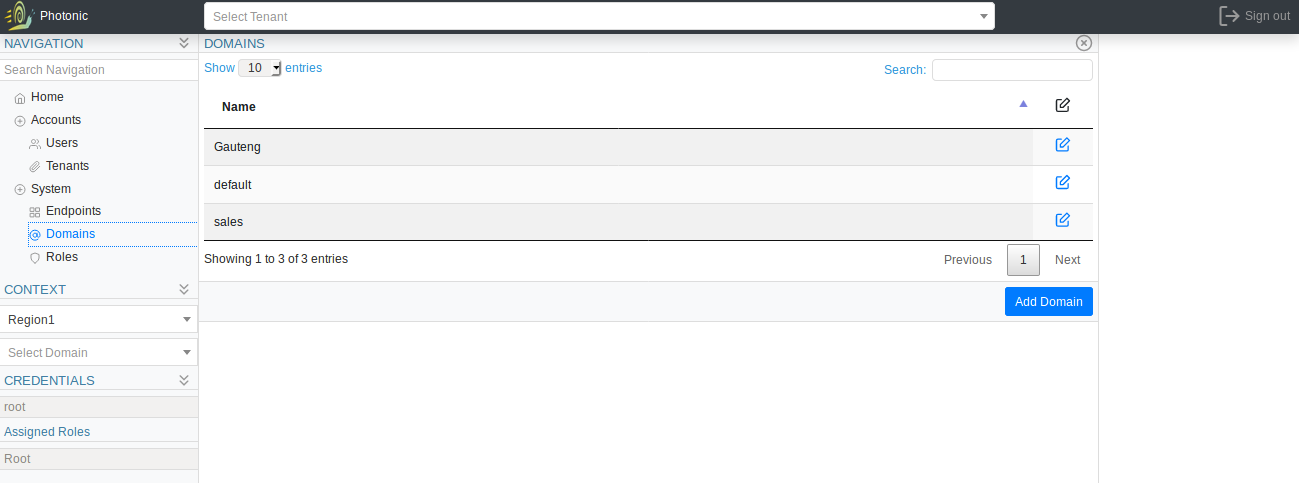 Photonic
Select Tenant
Sign out
NAVIGATION
Search Navigation
Home
Accounts
Users
Tenants
System
Endpoints
Domains
Roles
CONTEXT
Region1
Select Domain
CREDENTIALS
root
Assigned Roles
Root
DOMAINS
Show 10 entries
Search:
Name
Gauteng
default
sales
Showing 1 to 3 of 3 entries
Previous 1 Next
Add Domain